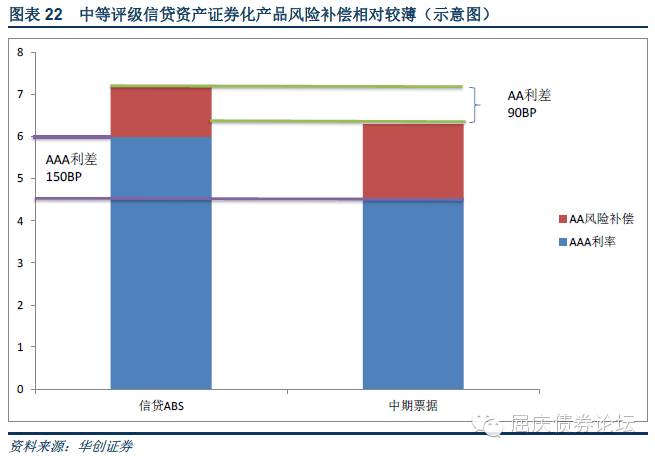 图表 22 中等评级信贷资产证券化产品风险补偿相对较薄（示意图）
8
7
6
5
4
3
2
1
0
AAA利差
150BP
AA利差
90BP
AA风险补偿
AAA利率
信贷ABS
中期票据
屈庆债券论坛
资料来源：华创证券